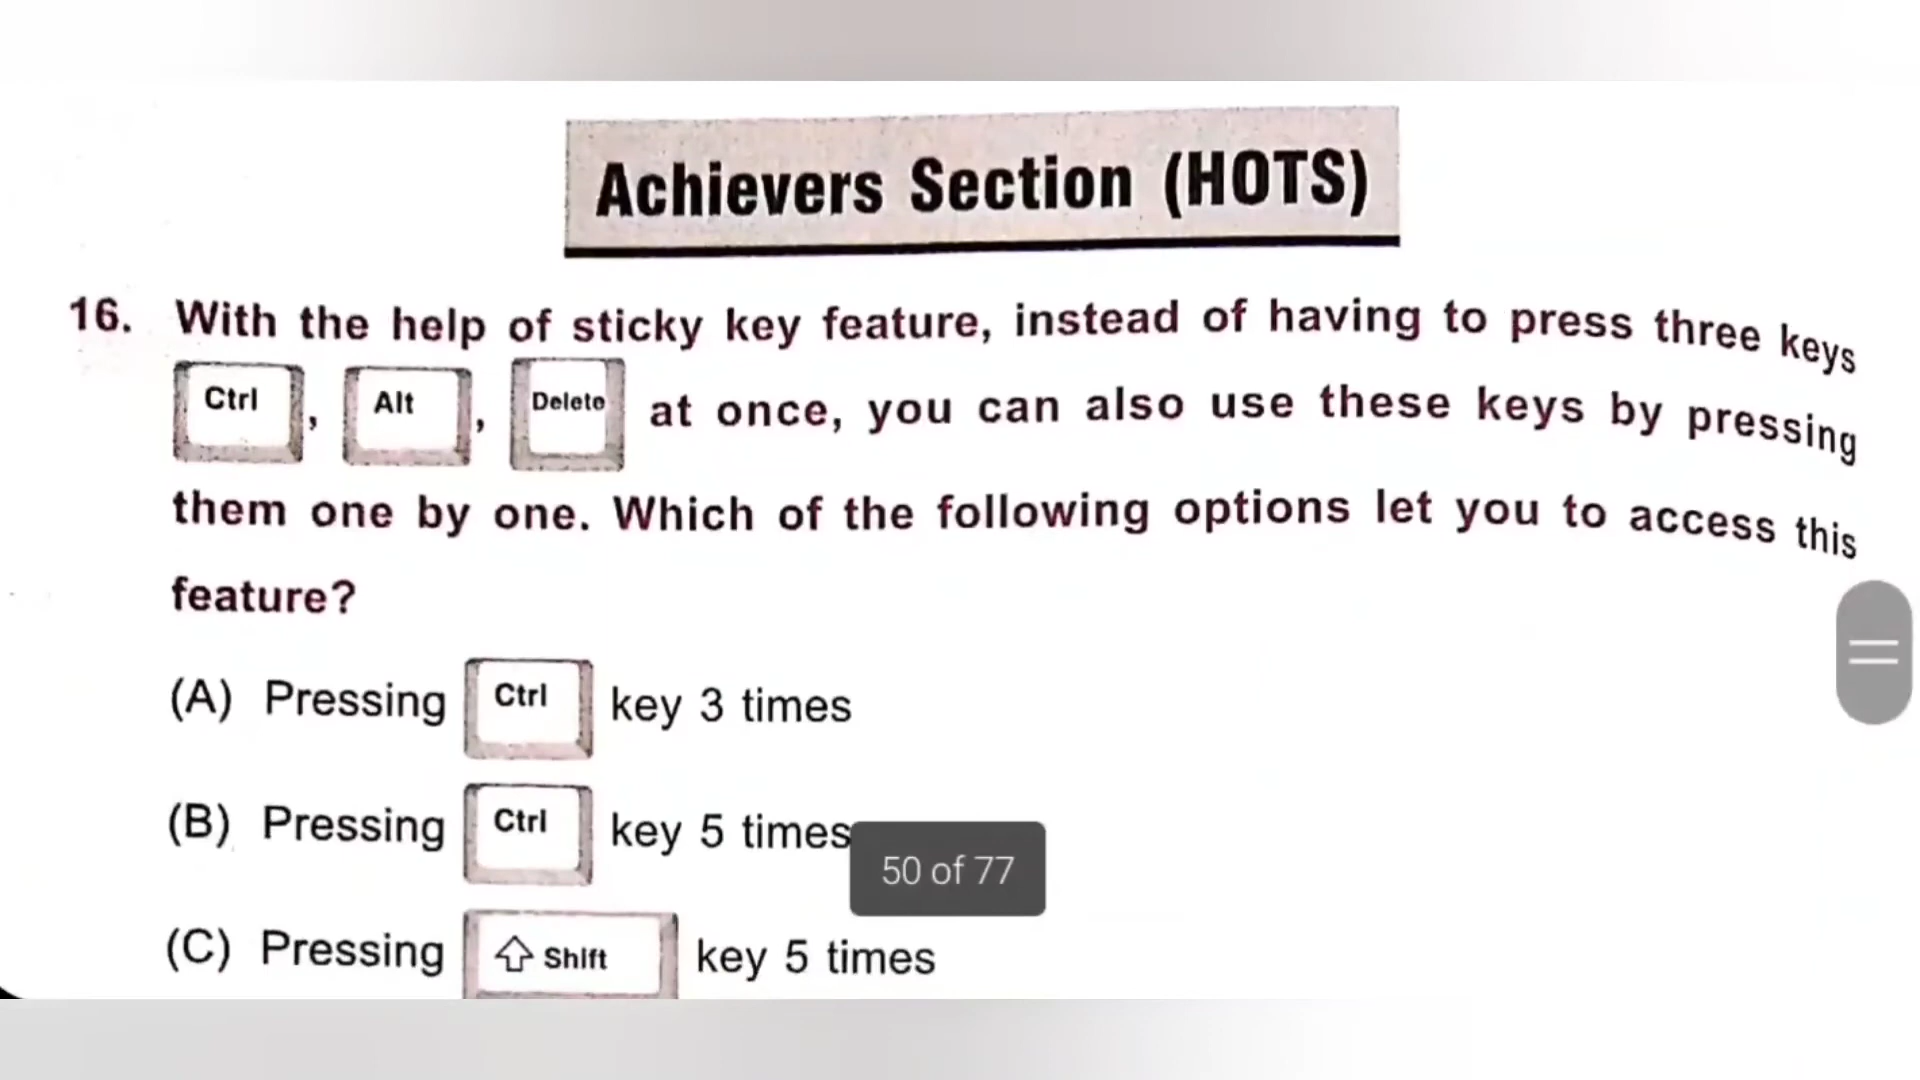 Achievers Section (HOTS)
16. With the help of sticky key feature, instead of having to press three keys
Ctrl , Alt , Delete at once, you can also use these keys by pressing
them one by one. Which of the following options let you to access this
feature?
(A) Pressing Ctrl key 3 times
(B) Pressing Ctrl key 5 times
50 of 77
(C) Pressing Shift key 5 times